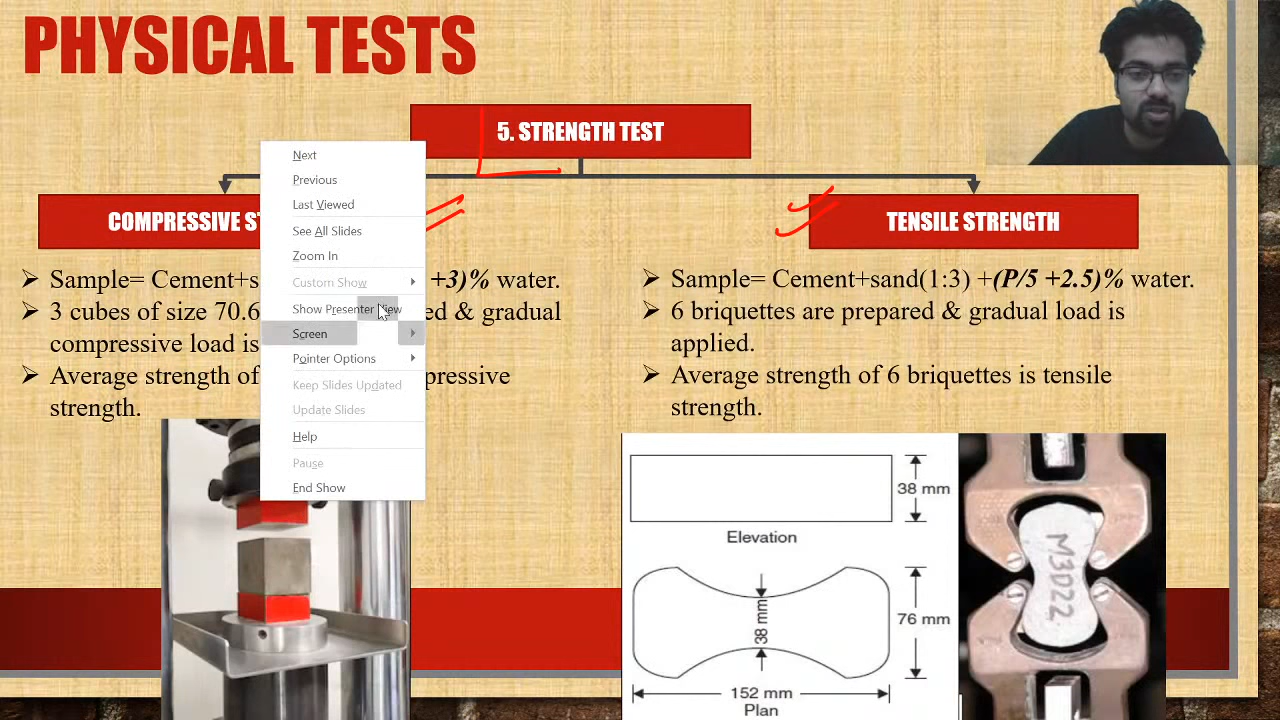 PHYSICAL TESTS
5. STRENGTH TEST
COMPRESSIVE ST
TENSILE STRENGTH
Next
Previous
Last Viewed
See All Slides
Zoom In
Custom Show
Show Presenter View
Screen
Pointer Options
Keep Slides Updated
Update Slides
Help
Pause
End Show
Sample= Cement+s +3)% water.
3 cubes of size 70.6 ed & gradual
compressive load is
Average strength of pressive
strength.
Sample= Cement+sand(1:3) +(P/5 +2.5)% water.
6 briquettes are prepared & gradual load is
applied.
Average strength of 6 briquettes is tensile
strength.
38 mm
Elevation
38 mm
76 mm
152 mm
Plan
M3D22